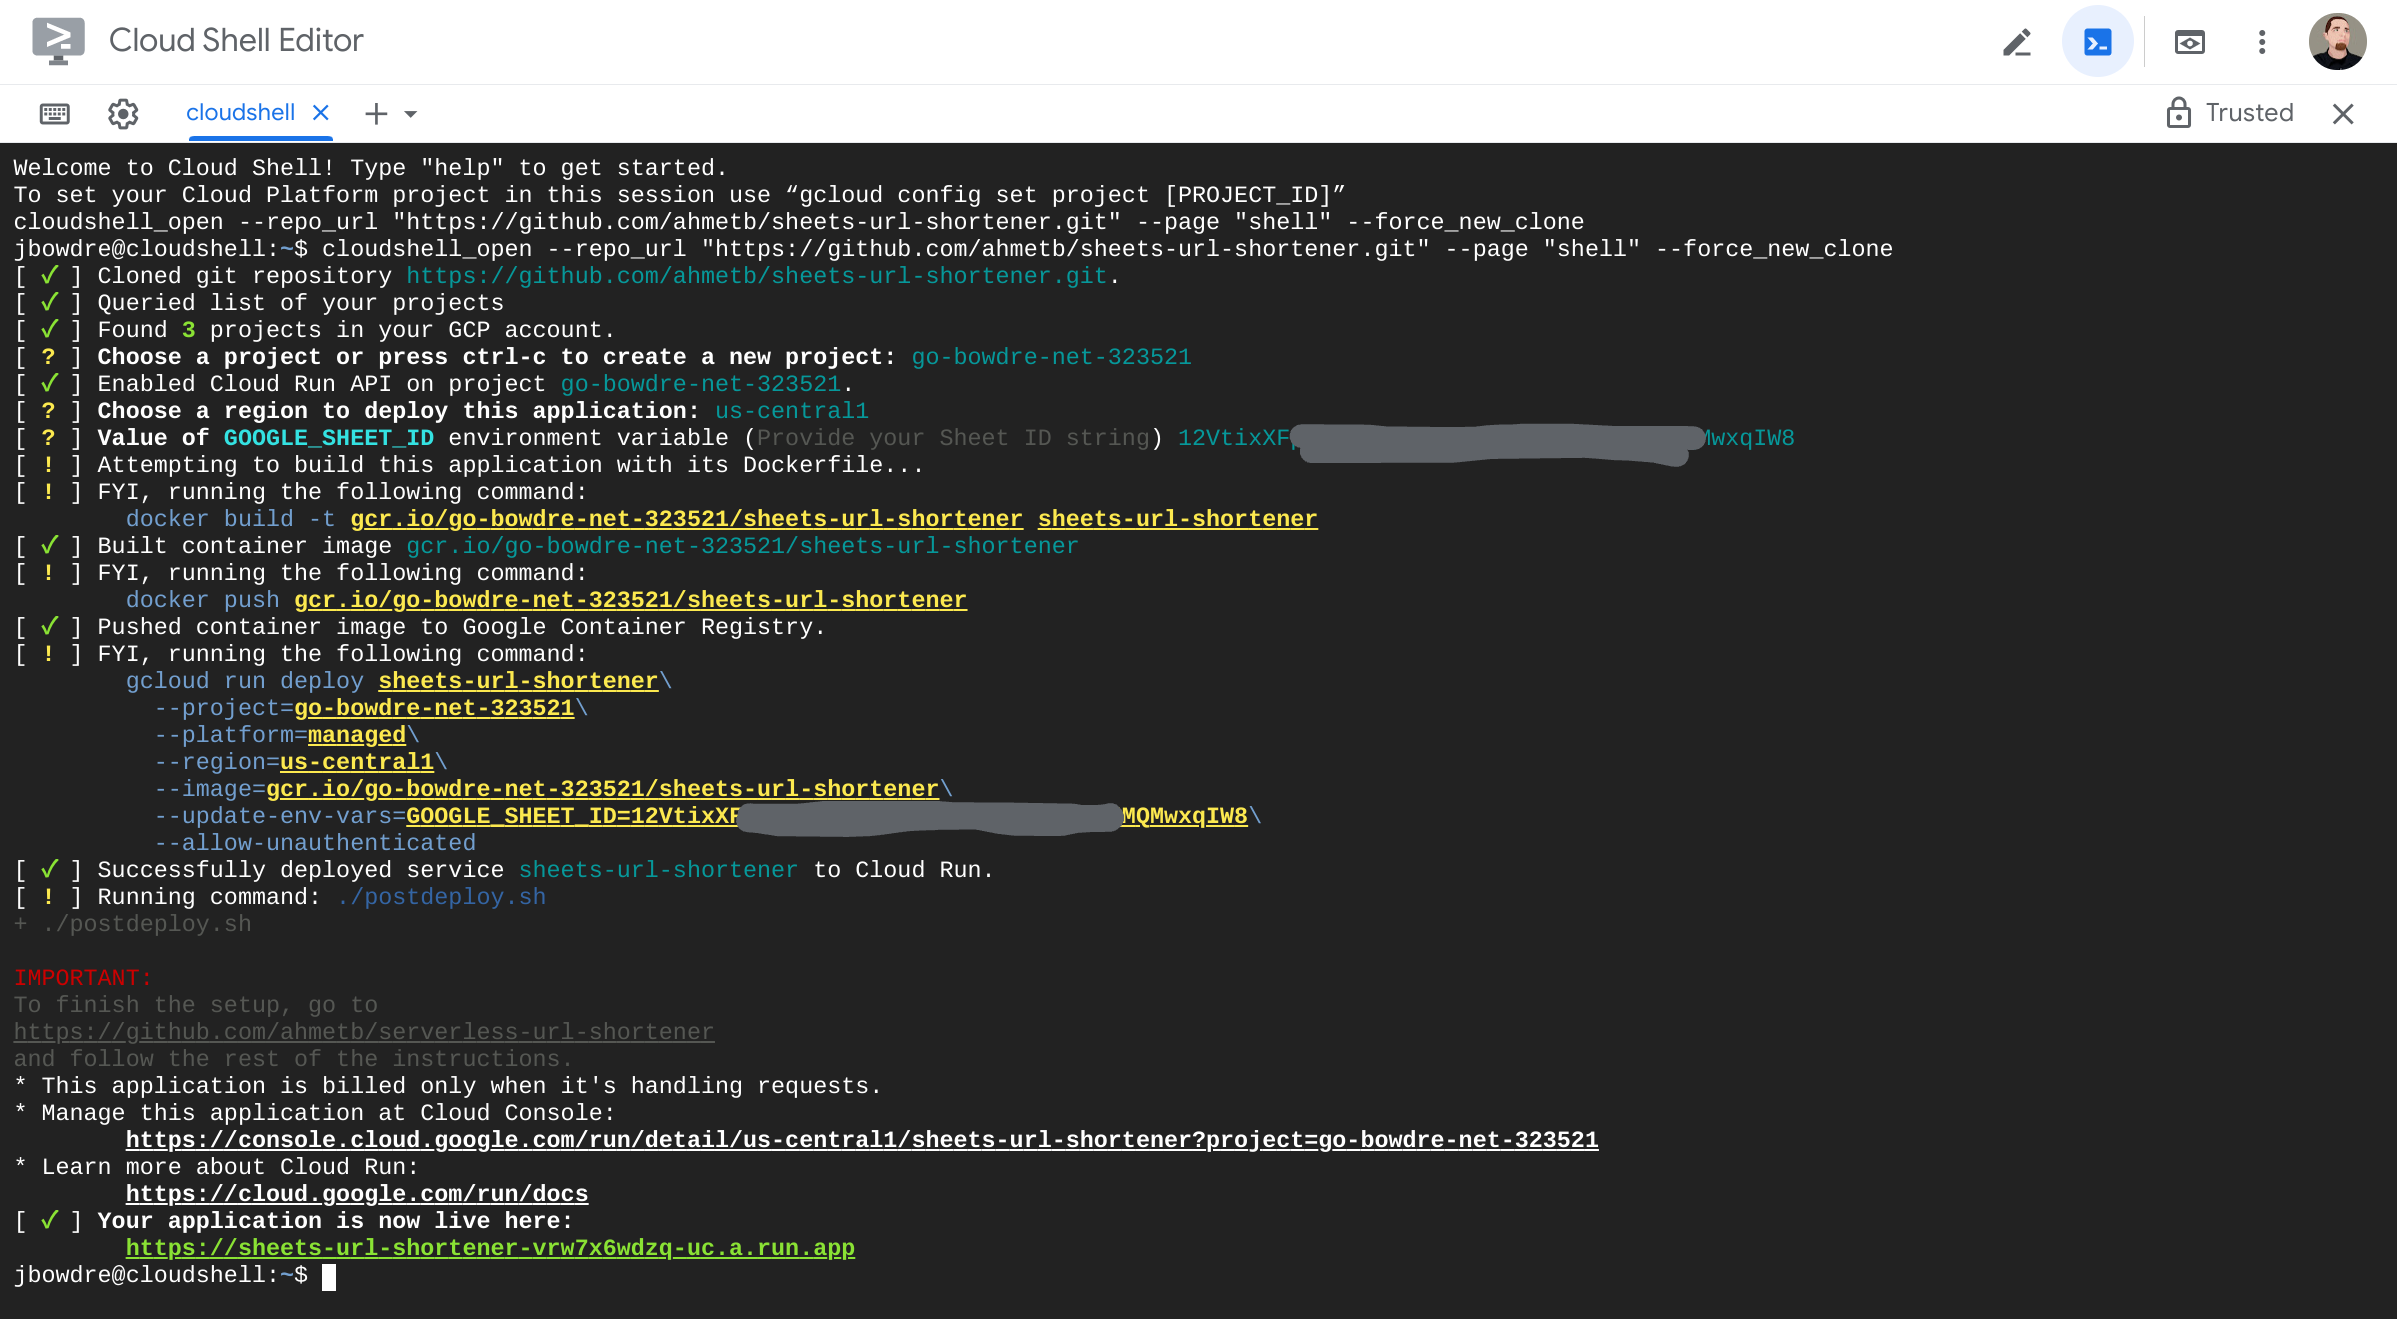 Cloud Shell Editor
cloudshell
Trusted
Welcome to Cloud Shell! Type "help" to get started.
To set your Cloud Platform project in this session use “gcloud config set project [PROJECT_ID]”
cloudshell_open --repo_url "https://github.com/ahmetb/sheets-url-shortener.git" --page "shell" --force_new_clone
jbowdre@cloudshell:~$ cloudshell_open --repo_url "https://github.com/ahmetb/sheets-url-shortener.git" --page "shell" --force_new_clone
[ ✓ ] Cloned git repository https://github.com/ahmetb/sheets-url-shortener.git.
[ ✓ ] Queried list of your projects
[ ✓ ] Found 3 projects in your GCP account.
[ ? ] Choose a project or press ctrl-c to create a new project: go-bowdre-net-323521
[ ✓ ] Enabled Cloud Run API on project go-bowdre-net-323521.
[ ? ] Choose a region to deploy this application: us-central1
[ ? ] Value of GOOGLE_SHEET_ID environment variable (Provide your Sheet ID string) 12VtixXF MwxqIW8
[ ! ] Attempting to build this application with its Dockerfile...
[ ! ] FYI, running the following command:
docker build -t gcr.io/go-bowdre-net-323521/sheets-url-shortener sheets-url-shortener
[ ✓ ] Built container image gcr.io/go-bowdre-net-323521/sheets-url-shortener
[ ! ] FYI, running the following command:
docker push gcr.io/go-bowdre-net-323521/sheets-url-shortener
[ ✓ ] Pushed container image to Google Container Registry.
[ ! ] FYI, running the following command:
gcloud run deploy sheets-url-shortener\
--project=go-bowdre-net-323521\
--platform=managed\
--region=us-central1\
--image=gcr.io/go-bowdre-net-323521/sheets-url-shortener\
--update-env-vars=GOOGLE_SHEET_ID=12VtixXF MQMwxqIW8\
--allow-unauthenticated
[ ✓ ] Successfully deployed service sheets-url-shortener to Cloud Run.
[ ! ] Running command: ./postdeploy.sh
+ ./postdeploy.sh
IMPORTANT:
To finish the setup, go to
https://github.com/ahmetb/serverless-url-shortener
and follow the rest of the instructions.
* This application is billed only when it's handling requests.
* Manage this application at Cloud Console:
https://console.cloud.google.com/run/detail/us-central1/sheets-url-shortener?project=go-bowdre-net-323521
* Learn more about Cloud Run:
https://cloud.google.com/run/docs
[ ✓ ] Your application is now live here:
https://sheets-url-shortener-vrw7x6wdzq-uc.a.run.app
jbowdre@cloudshell:~$